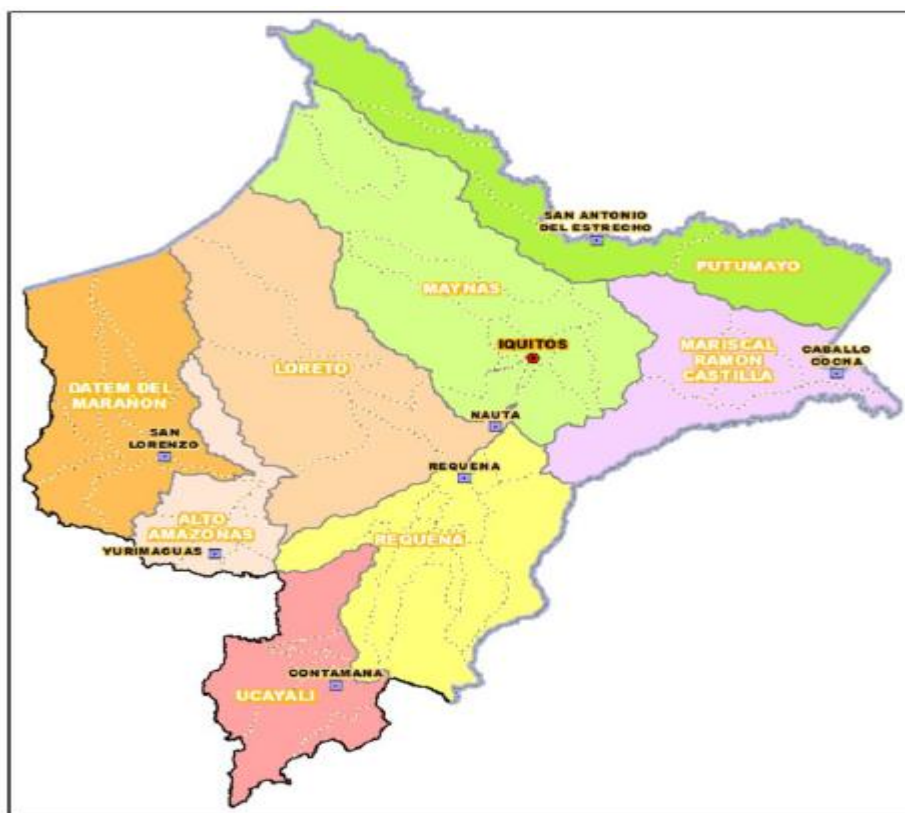 SAN ANTONIO
DEL ESTRECHO
PUTUMAYO
MAYNAS
IQUITOS
MARISCAL
RAMON
CASTILLA
CABALLO
COCHA
LORETO
DATEM DEL
MARAÑON
NAUTA
SAN
LORENZO
REQUENA
ALTO
AMAZONAS
YURIMAGUAS
REQUENA
CONTAMANA
UCAYALI